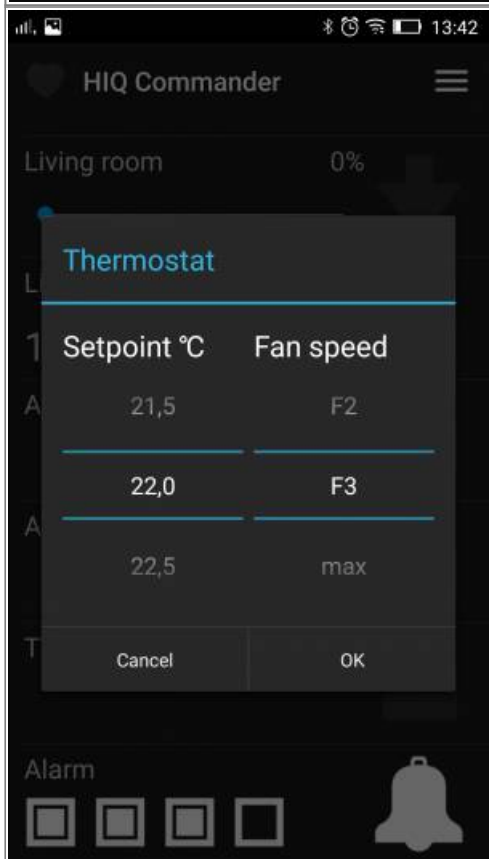 13:42
HIQ Commander
Living room 0%
L
Thermostat
1
Setpoint °C Fan speed
A
21,5 F2
22,0 F3
A
22,5 max
T
Cancel OK
Alarm